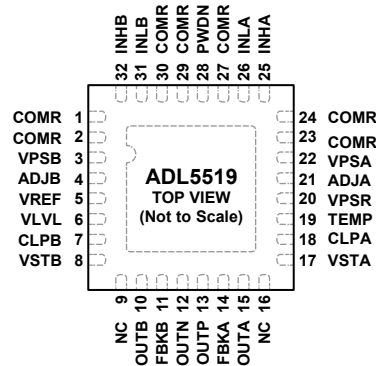 32 INHB
31 INLB
30 COMR
29 COMR
28 PWDN
27 COMR
26 INLA
25 INHA
COMR 1
COMR 2
VPSB 3
ADJB 4
VREF 5
VLVL 6
CLPB 7
VSTB 8
ADL5519
TOP VIEW
(Not to Scale)
24 COMR
23 COMR
22 VPSA
21 ADJA
20 VPSR
19 TEMP
18 CLPA
17 VSTA
NC 9
OUTB 10
FBKB 11
OUTN 12
OUTP 13
FBKA 14
OUTA 15
NC 16